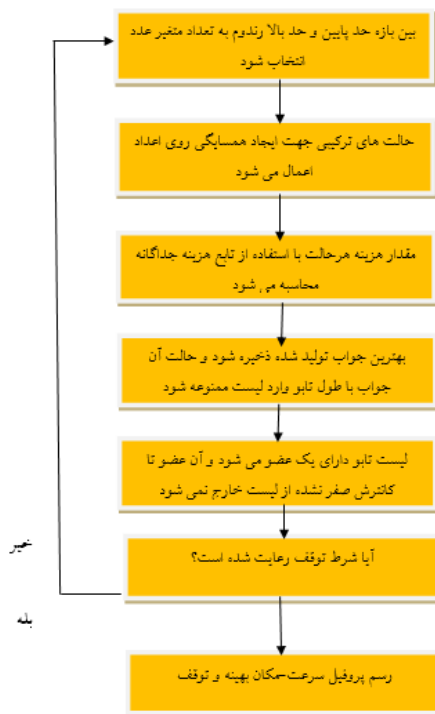 بین بازه حد پایین و حد بالا رندوم به تعداد متغیر عدد
انتخاب شود
حالت های ترکیبی جهت ایجاد همسایگی روی اعداد
اعمال می شود
مقدار هزینه هرحالت با استفاده از تابع هزینه جداگانه
محاسبه می شود
بهترین جواب تولید شده ذخیره شود و حالت آن
جواب با طول تابو وارد لیست ممنوعه شود
لیست تابو دارای یک عضو می شود و آن عضو تا
کانترش صفر نشده از لیست خارج نمی شود
آیا شرط توقف رعایت شده است؟
خیر
بله
رسم پروفیل سرعت-مکان بهینه و توقف